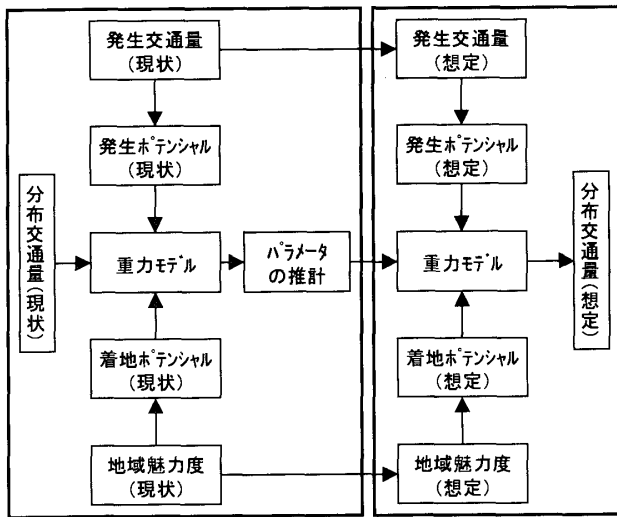 発生交通量
(現状)
発生ﾎﾟﾃﾝｼｬﾙ
(現状)
分布交通量(現状)
重力ﾓﾃﾞﾙ
ﾊﾟﾗﾒｰﾀ
の推計
着地ﾎﾟﾃﾝｼｬﾙ
(現状)
地域魅力度
(現状)
発生交通量
(想定)
発生ﾎﾟﾃﾝｼｬﾙ
(想定)
重力ﾓﾃﾞﾙ
分布交通量(想定)
着地ﾎﾟﾃﾝｼｬﾙ
(想定)
地域魅力度
(想定)